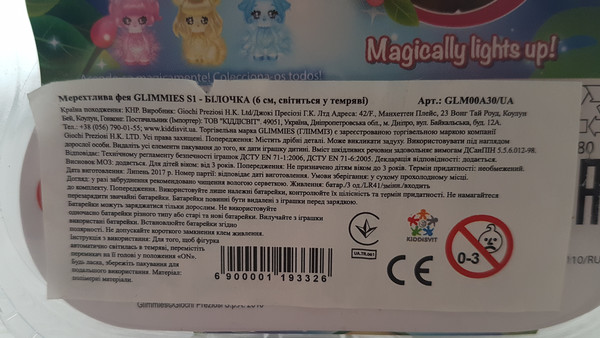 Magically lights up!
Мерехтлива фея GLIMMIES S1 - БІЛОЧКА (6 см, світиться у темряві) Арт.: GLM00A30/UA
Країна походження: КНР. Виробник: Giochi Preziosi H.K. Ltd/Джокі Преціосі Г.К. Лтд Адреса: 42/F., Манхеттен Плейс, 23 Вонг Тай Роуд, Коулун
Бей, Коулун, Гонконг. Постачальник (Імпортер): ТОВ "КІДДІСВІТ", 49051, Україна, Дніпропетровська обл., м. Дніпро, вул. Байкальська, буд. 12А.
Тел.: +38 (056) 790-01-55; www.kiddisvit.ua. Торгівельна марка GLIMMIES (ГЛІММІЗ) є зареєстрованою торгівельною маркою компанії
Giochi Preziosi H.K. LTD. Усі права захищені. Попередження: Містить дрібні деталі. Може викликати задуху. Використовувати під наглядом
дорослої особи. Видаліть усі елементи пакування до того, як дати іграшку дитині. Вміст шкідливих речовин задовольняє вимогам ДСанПІН 5.5.6.012-98.
Відповідає: Технічному регламенту безпечності іграшок ДСТУ EN 71-1:2006, ДСТУ EN 71-6:2005. Декларація відповідності: додається.
Висновок МОЗ: додається. Для дітей віком: від 3 років. Попередження: Не призначено дітям віком до 3 років. Термін придатності: необмежений.
Дата виготовлення: Липень 2017 р. Номер партії: відповідає даті виготовлення. Умови зберігання: у сухому прохолодному місці.
Догляд: у разі забруднення рекомендовано чищення вологою серветкою. Живлення: батар./3 од./LR41/змінн./входить
до комплекту. Попередження: Використовуйте лише належні батарейки, контролюйте їх цілісність та термін придатності. Не намагайтеся
перезарядити звичайні батарейки. Батарейки повинні бути видалені з іграшки перед зарядкою.
Батарейки можуть заряджатися тільки дорослим. Не використовуйте
одночасно батарейки різного типу або старі та нові батарейки. Вилучайте з іграшки
використані батарейки. Встановлюйте батарейки згідно
полярності. Не допускайте короткого замикання клем живлення.
Інструкція з використання: Для того, щоб фігурка
автоматично світилась в темряві, перемістіть
перемикач на її голові у положення «ON».
Будь ласка, збережіть пакування для
подальшого використання. Матеріал:
полімерні матеріали.
UA.TR.061
KIDDISVIT
CE
0-3
6 900001 193326